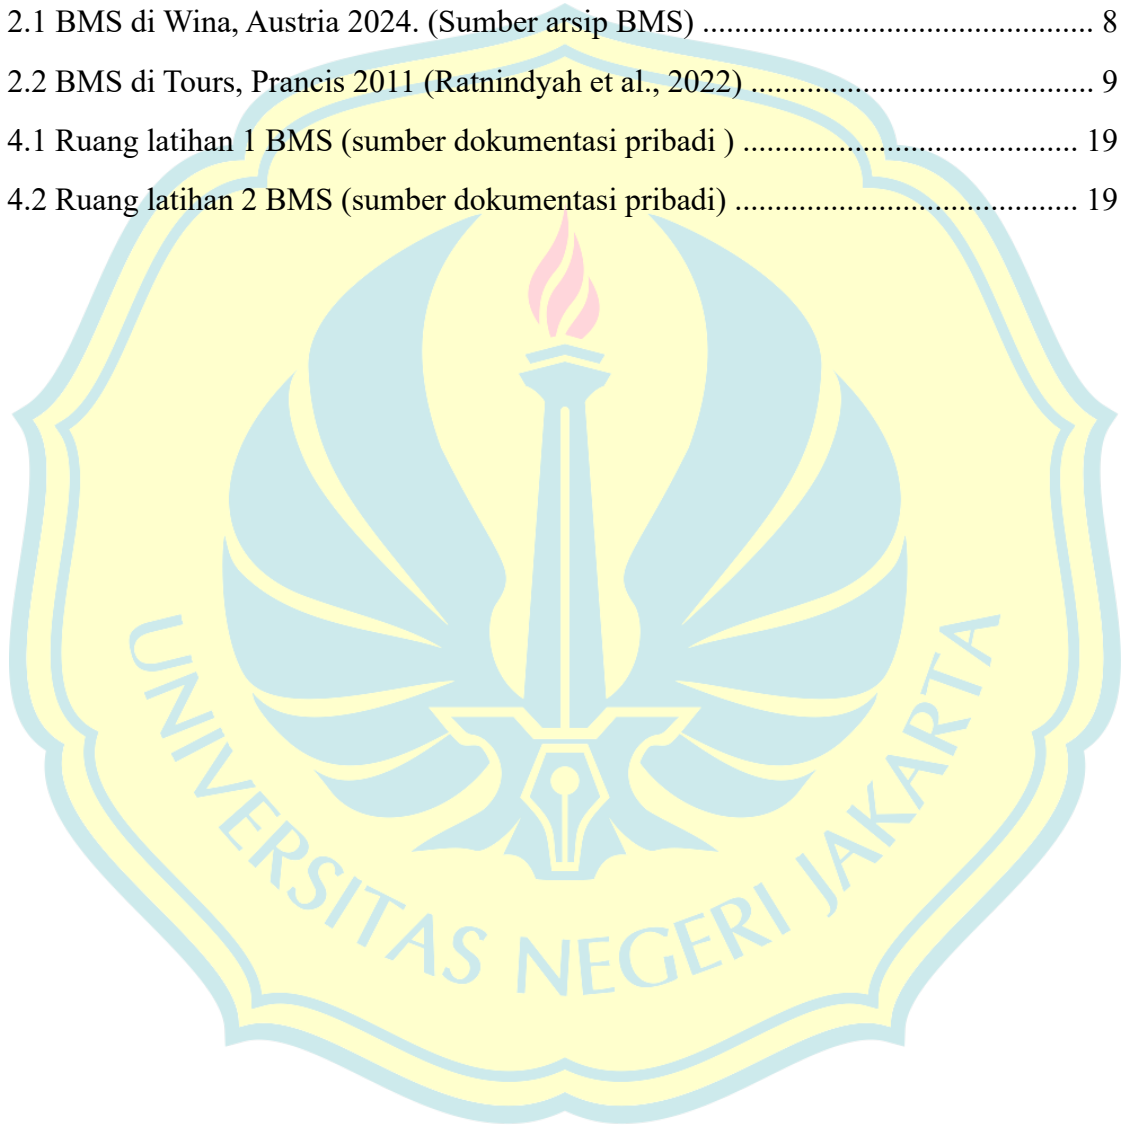 2.1 BMS di Wina, Austria 2024. (Sumber arsip BMS) ................................................. 8
2.2 BMS di Tours, Prancis 2011 (Ratnindyah et al., 2022) ........................................... 9
4.1 Ruang latihan 1 BMS (sumber dokumentasi pribadi ) .......................................... 19
4.2 Ruang latihan 2 BMS (sumber dokumentasi pribadi) ........................................... 19
UNIVERSITAS NEGERI JAKARTA